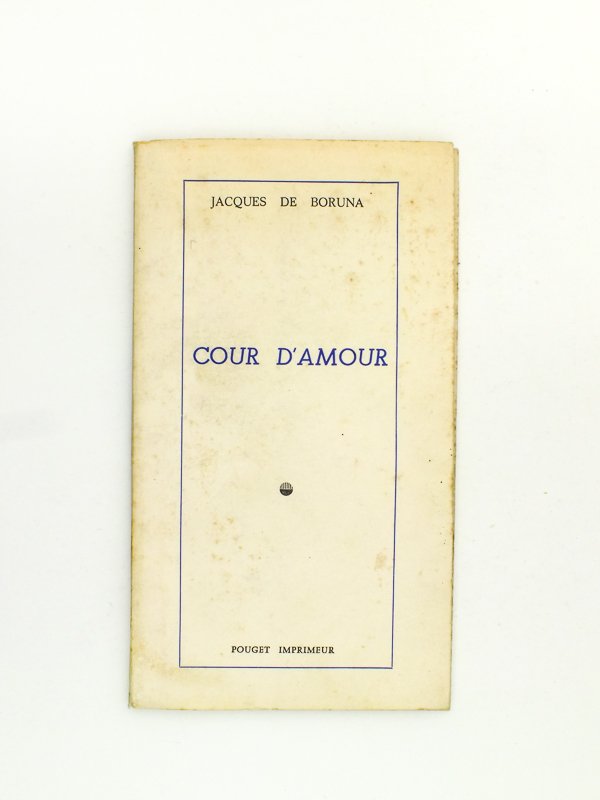 JACQUES DE BORUNA
COUR D'AMOUR
POUGET IMPRIMEUR